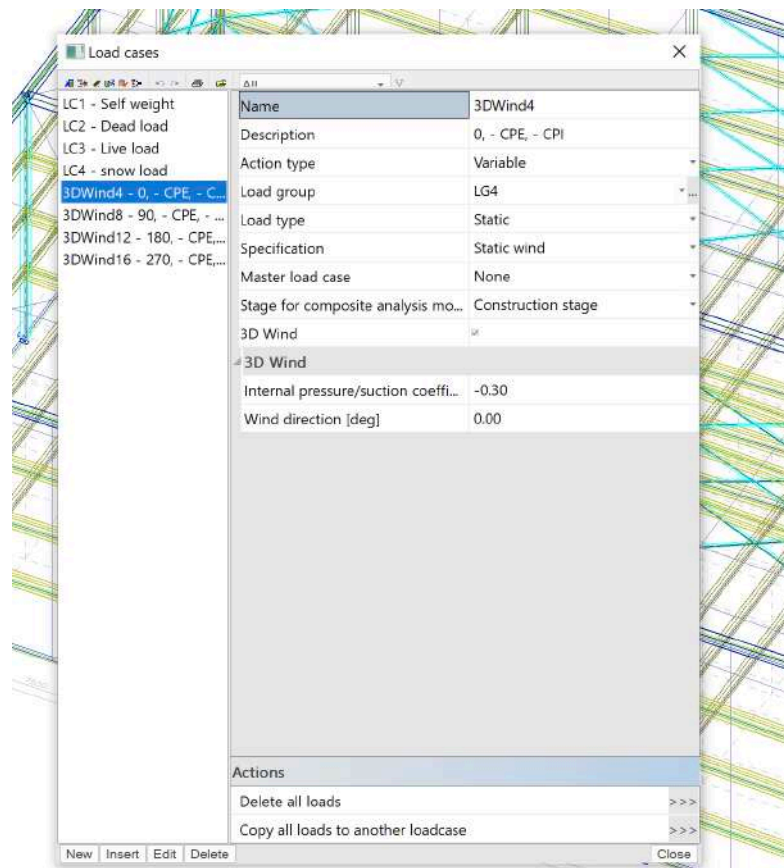 Load cases
All
LC1 - Self weight
LC2 - Dead load
LC3 - Live load
LC4 - snow load
3DWind4 - 0, - CPE, - C...
3DWind8 - 90, - CPE, - ...
3DWind12 - 180, - CPE,...
3DWind16 - 270, - CPE,...
Name 3DWind4
Description 0, - CPE, - CPI
Action type Variable
Load group LG4 ...
Load type Static
Specification Static wind
Master load case None
Stage for composite analysis mo... Construction stage
3D Wind
3D Wind
Internal pressure/suction coeffi... -0.30
Wind direction [deg] 0.00
Actions
Delete all loads >>>
Copy all loads to another loadcase >>>
New Insert Edit Delete Close